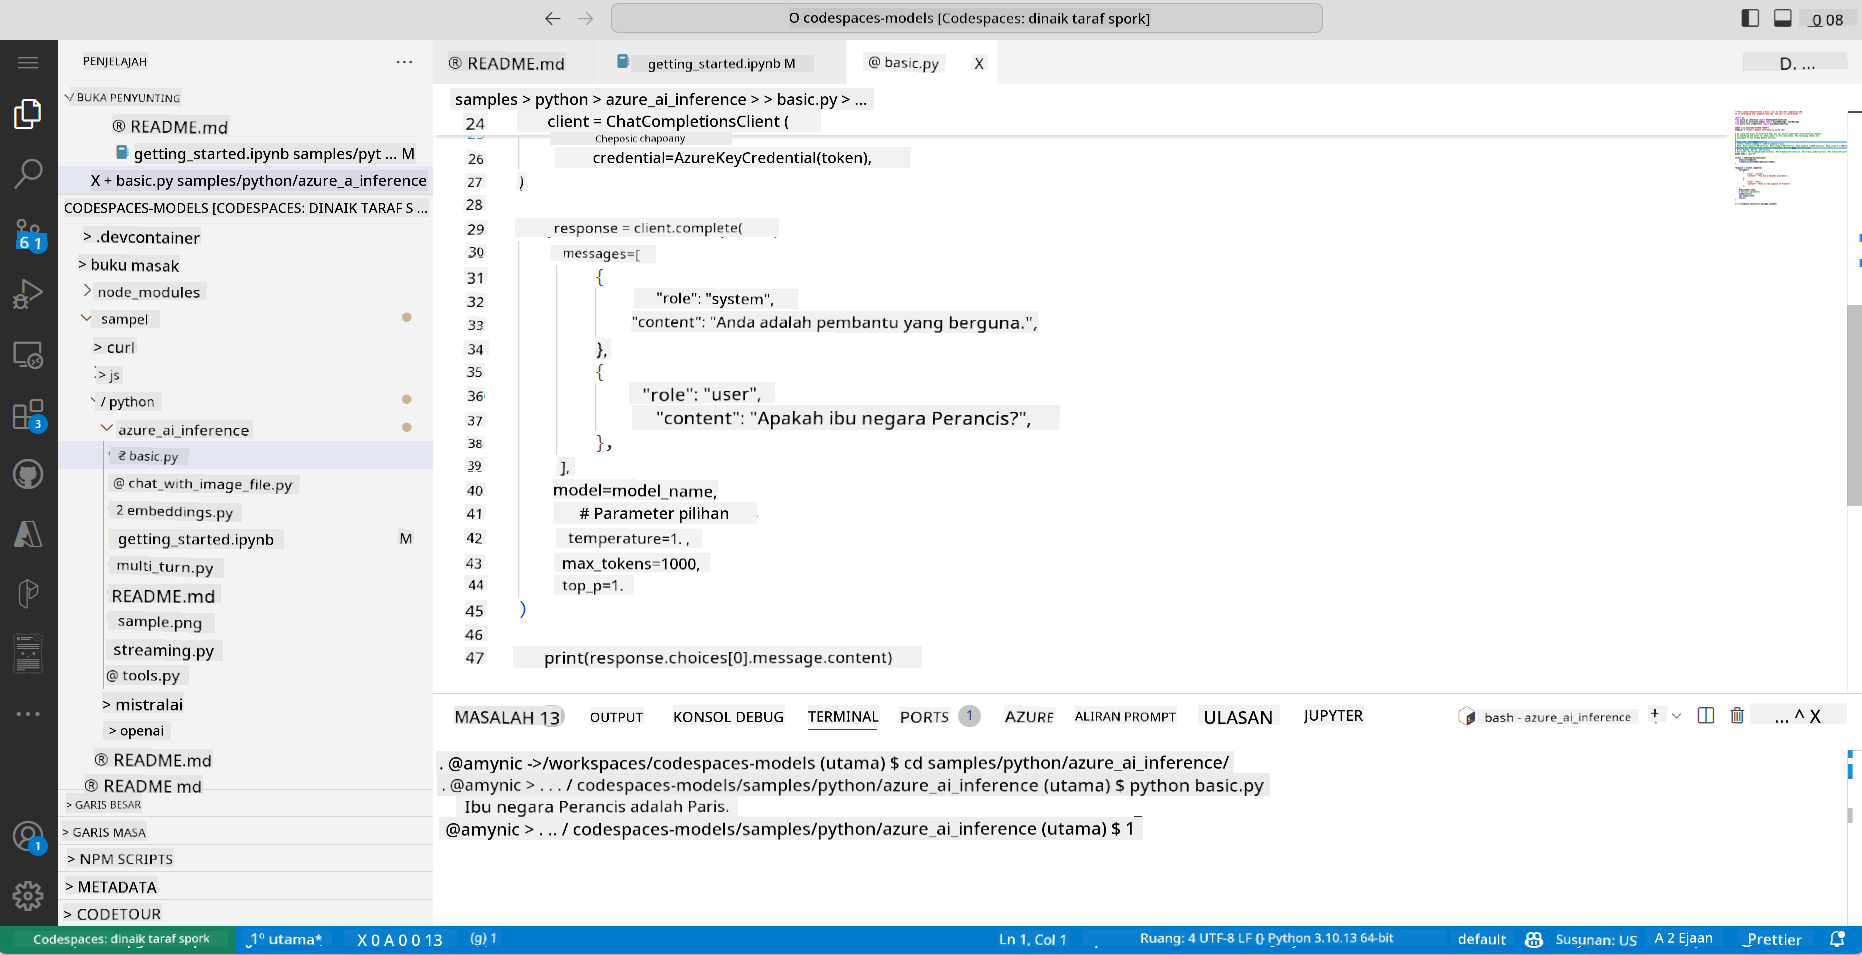 O codespaces-models [Codespaces: dinaik taraf spork]
0 08
PENJELAJAH
BUKA PENYUNTING
README.md
getting_started.ipynb samples/pyt ... M
X + basic.py samples/python/azure_a_inference
CODESPACES-MODELS [CODESPACES: DINAIK TARAF S ...
> .devcontainer
> buku masak
> node_modules
sampel
> curl
> js
/ python
azure_ai_inference
basic.py
@ chat_with_image_file.py
2 embeddings.py
getting_started.ipynb M
multi_turn.py
README.md
sample.png
streaming.py
@ tools.py
> mistralai
> openai
README.md
README md
> GARIS BESAR
> GARIS MASA
> NPM SCRIPTS
> METADATA
> CODETOUR
61
3
1
README.md
getting_started.ipynb M
@ basic.py X
D. ...
samples > python > azure_ai_inference > > basic.py > ...
24 client = ChatCompletionsClient (
Cheposic chapoany
26 credential=AzureKeyCredential(token),
27 )
28
29 response = client.complete(
30 messages=[
31 {
32 "role": "system",
33 "content": "Anda adalah pembantu yang berguna.",
34 },
35 {
36 "role": "user",
37 "content": "Apakah ibu negara Perancis?",
38 },
39 ],
40 model=model_name,
41 # Parameter pilihan
42 temperature=1. ,
43 max_tokens=1000,
44 top_p=1.
45 )
46
47 print(response.choices[0].message.content)
MASALAH 13 OUTPUT KONSOL DEBUG TERMINAL PORTS 1 AZURE ALIRAN PROMPT ULASAN JUPYTER
bash - azure_ai_inference + ... ^ X
. @amynic ->/workspaces/codespaces-models (utama) $ cd samples/python/azure_ai_inference/
. @amynic > . . . / codespaces-models/samples/python/azure_ai_inference (utama) $ python basic.py
Ibu negara Perancis adalah Paris.
@amynic > . .. / codespaces-models/samples/python/azure_ai_inference (utama) $ 1
Codespaces: dinaik taraf spork
1º utama*
X 0 A 0 0 13
(g) 1
Ln 1, Col 1
Ruang: 4 UTF-8 LF {} Python 3.10.13 64-bit
default
Susunan: US
A 2 Ejaan
Prettier